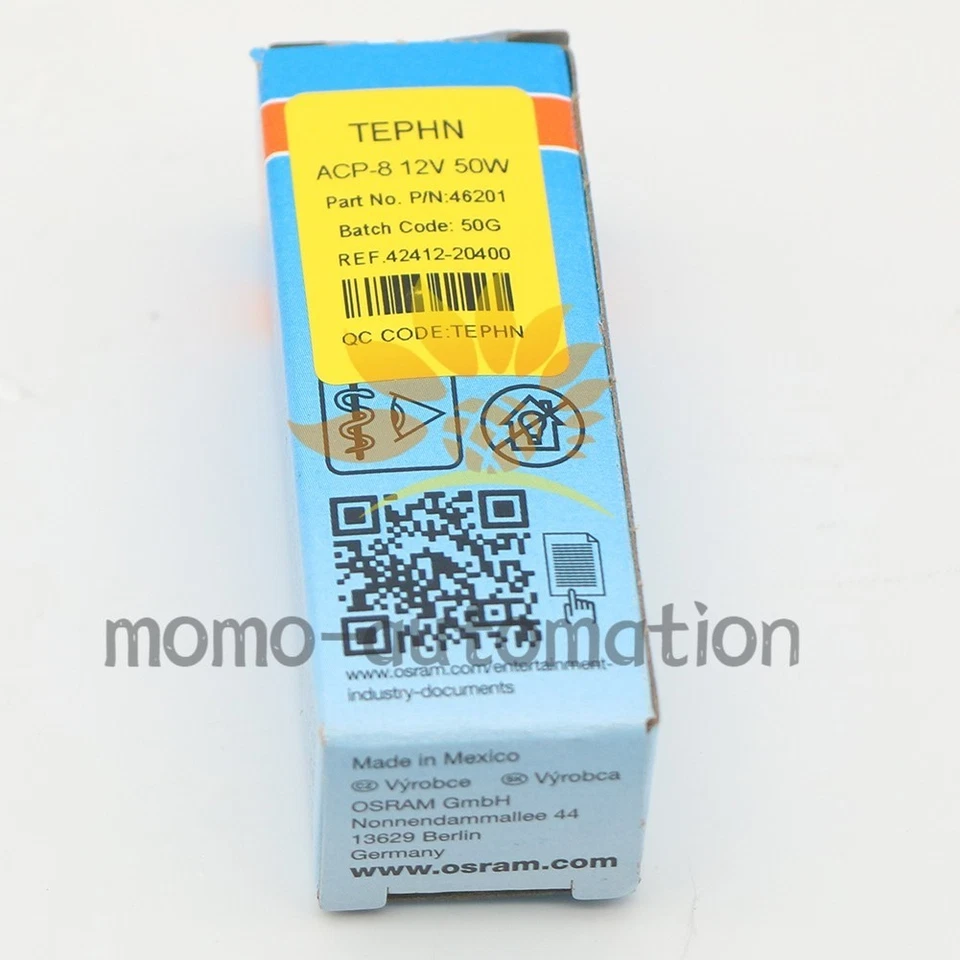 TEPHN
ACP-8 12V 50W
Part No. P/N:46201
Batch Code: 50G
REF.42412-20400
QC CODE:TEPHN
momo-automation
www.osram.com/entertainment-
industry-documents
Made in Mexico
CZ Výrobce SK Výrobca
OSRAM GmbH
Nonnendammallee 44
13629 Berlin
Germany
www.osram.com